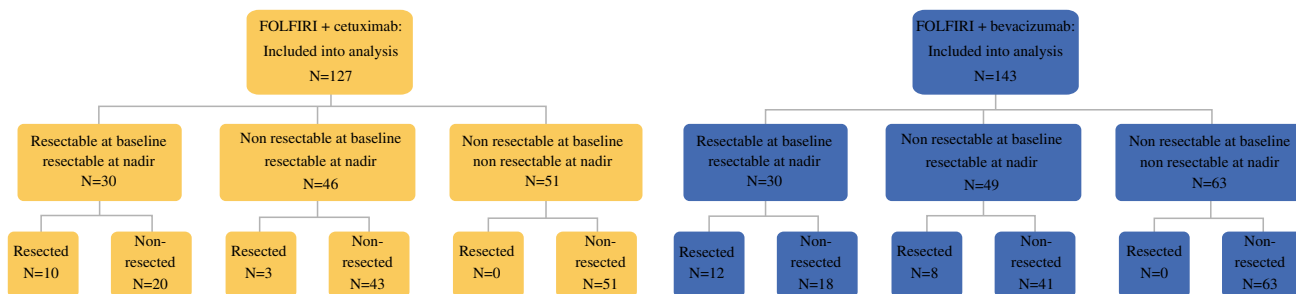 FOLFIRI + cetuximab:
Included into analysis
N=127
Resectable at baseline
resectable at nadir
N=30
Non resectable at baseline
resectable at nadir
N=46
Non resectable at baseline
non resectable at nadir
N=51
Resected
N=10
Non-
resected
N=20
Resected
N=3
Non-
resected
N=43
Resected
N=0
Non-
resected
N=51
FOLFIRI + bevacizumab:
Included into analysis
N=143
Resectable at baseline
resectable at nadir
N=30
Non resectable at baseline
resectable at nadir
N=49
Non resectable at baseline
non resectable at nadir
N=63
Resected
N=12
Non-
resected
N=18
Resected
N=8
Non-
resected
N=41
Resected
N=0
Non-
resected
N=63